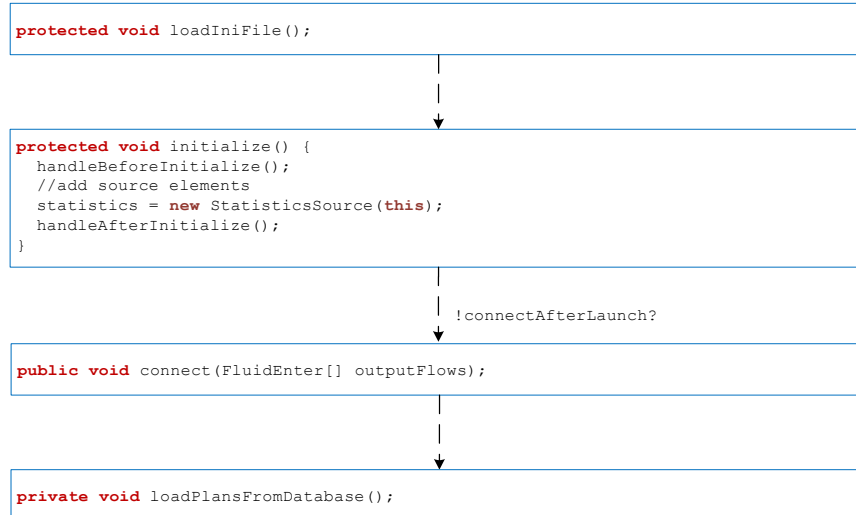 protected void loadIniFile();
protected void initialize() {
  handleBeforeInitialize();
  //add source elements
  statistics = new StatisticsSource(this);
  handleAfterInitialize();
}
!connectAfterLaunch?
public void connect(FluidEnter[] outputFlows);
private void loadPlansFromDatabase();